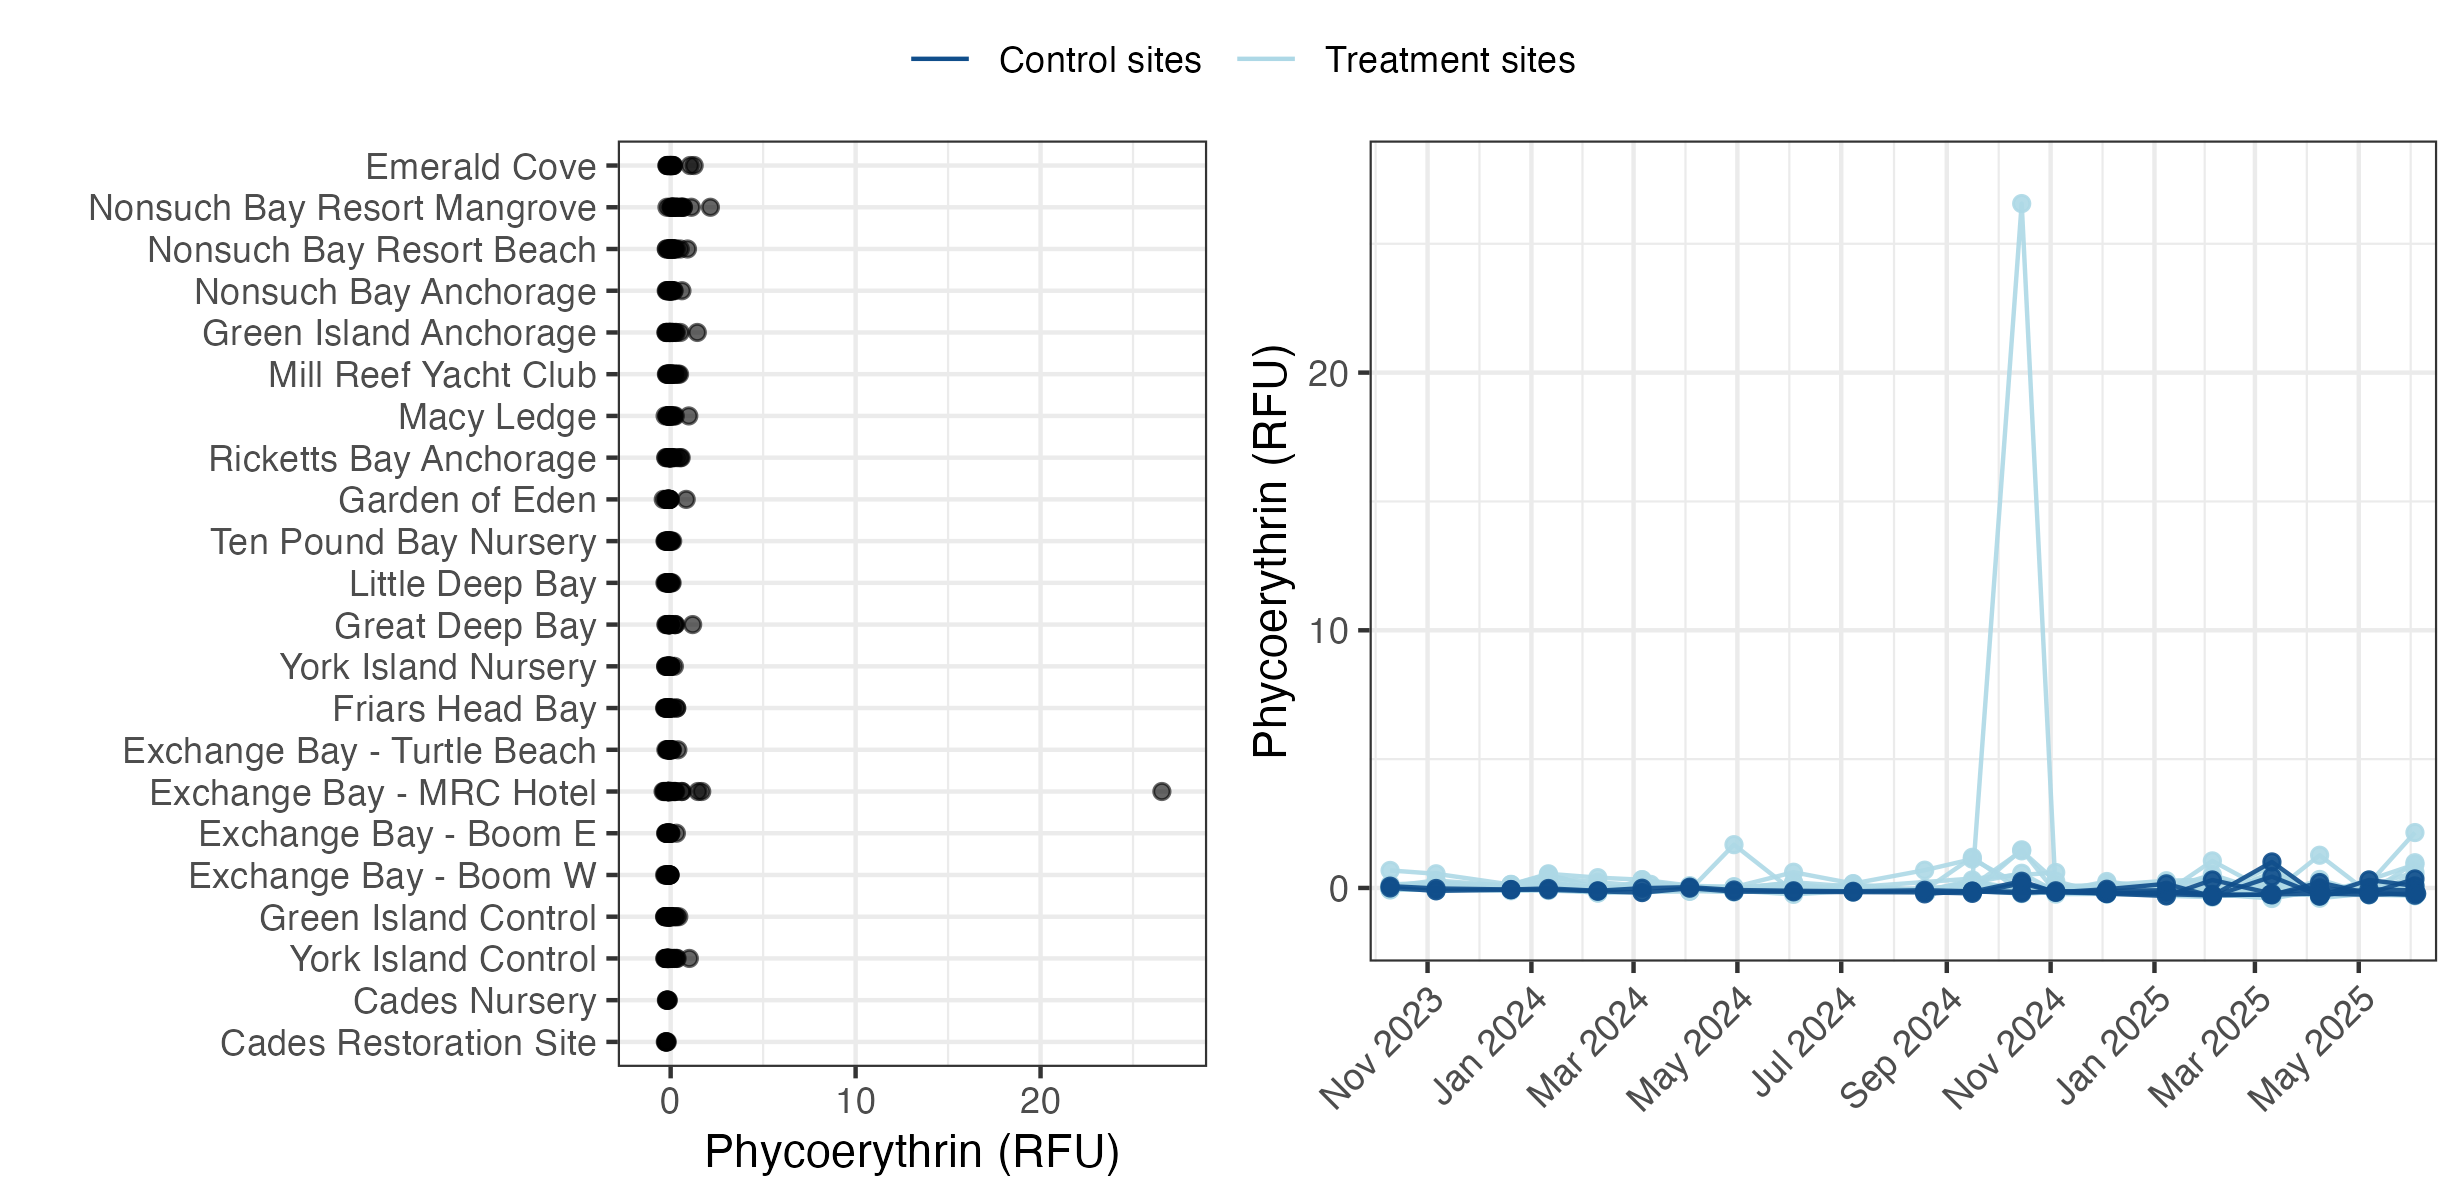 Control sites
Treatment sites
Emerald Cove
Nonsuch Bay Resort Mangrove
Nonsuch Bay Resort Beach
Nonsuch Bay Anchorage
Green Island Anchorage
Mill Reef Yacht Club
Macy Ledge
Ricketts Bay Anchorage
Garden of Eden
Ten Pound Bay Nursery
Little Deep Bay
Great Deep Bay
York Island Nursery
Friars Head Bay
Exchange Bay - Turtle Beach
Exchange Bay - MRC Hotel
Exchange Bay - Boom E
Exchange Bay - Boom W
Green Island Control
York Island Control
Cades Nursery
Cades Restoration Site
0
10
20
Phycoerythrin (RFU)
Phycoerythrin (RFU)
20
10
0
Nov 2023
Jan 2024
Mar 2024
May 2024
Jul 2024
Sep 2024
Nov 2024
Jan 2025
Mar 2025
May 2025